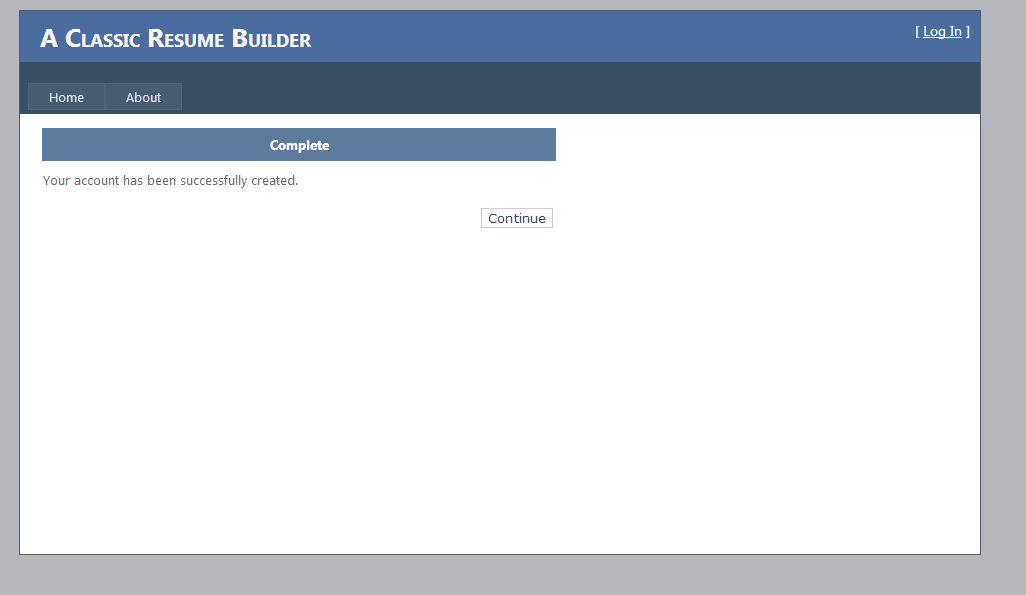 A Classic Resume Builder
[ Log In ]
Home
About
Complete
Your account has been successfully created.
Continue